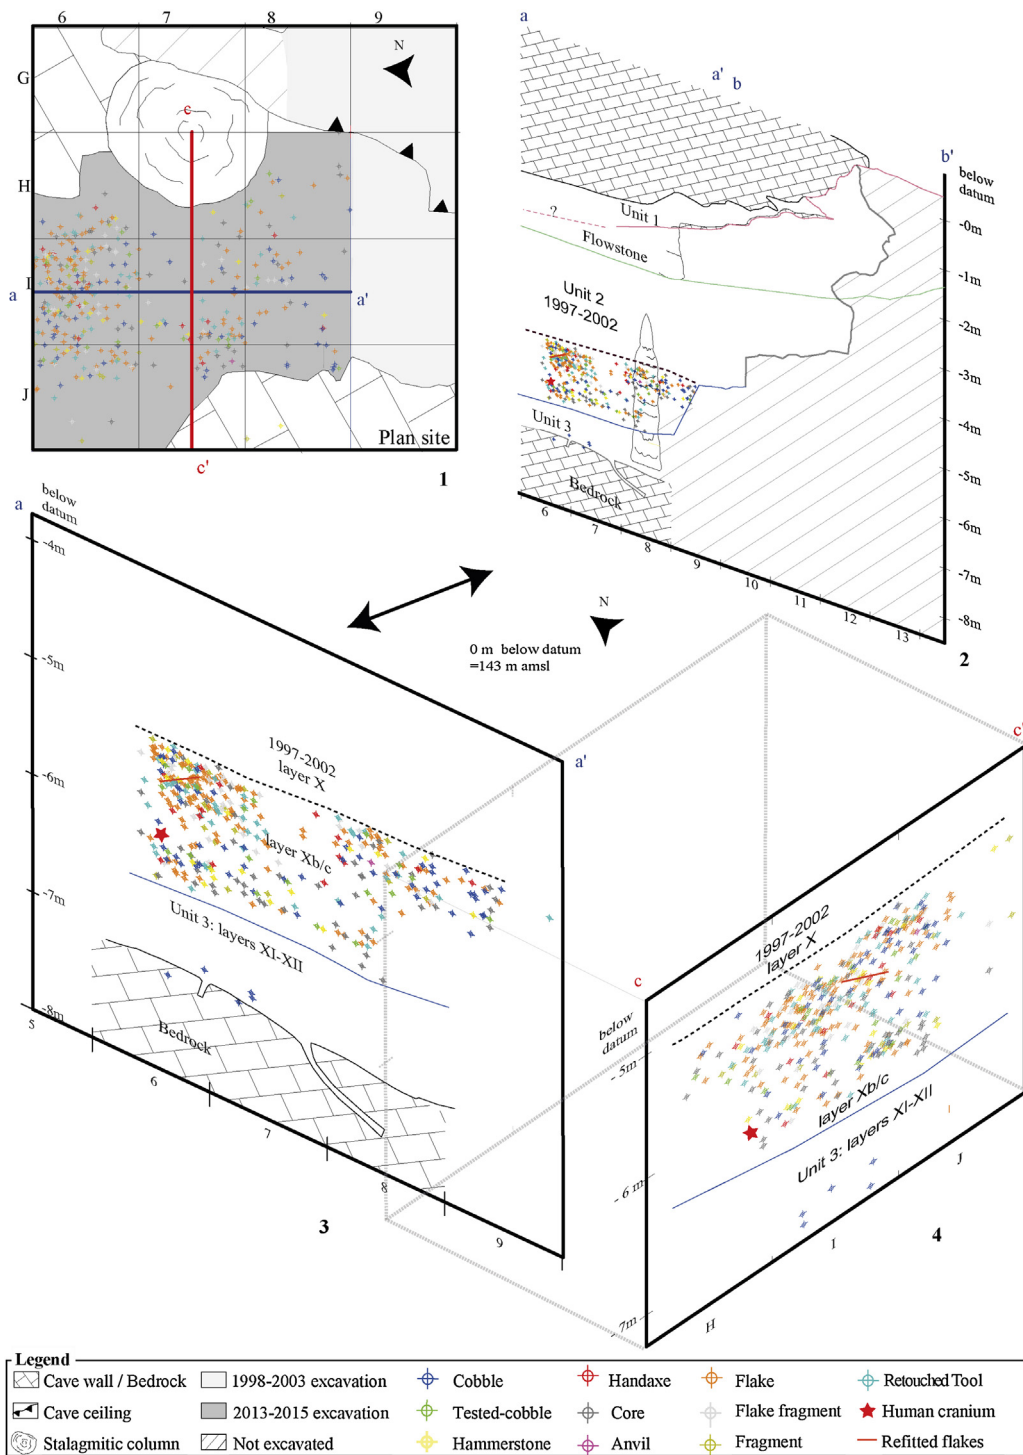 6 7 8 9
G
H
I
J
N
c
a
a'
c'
Plan site
1
a
a'
b
b'
below
datum
-0m
-1m
-2m
-3m
-4m
-5m
-6m
-7m
-8m
?
Unit 1
Flowstone
Unit 2
1997-2002
Unit 3
Bedrock
6 7 8 9 10 11 12 13
2
N
0 m below datum
=143 m amsl
a
below
datum
-4m
-5m
-6m
-7m
-8m
a'
1997-2002
layer X
layer Xb/c
Unit 3: layers XI-XII
Bedrock
5 6 7 8 9
3
c'
c
below
datum
- 5m
- 6 m
- 7m
1997-2002
layer X
layer Xb/c
Unit 3: layers XI-XII
H I J
4
Legend
Cave wall / Bedrock
Cave ceiling
Stalagmitic column
1998-2003 excavation
2013-2015 excavation
Not excavated
Cobble
Tested-cobble
Hammerstone
Handaxe
Core
Anvil
Flake
Flake fragment
Fragment
Retouched Tool
Human cranium
Refitted flakes